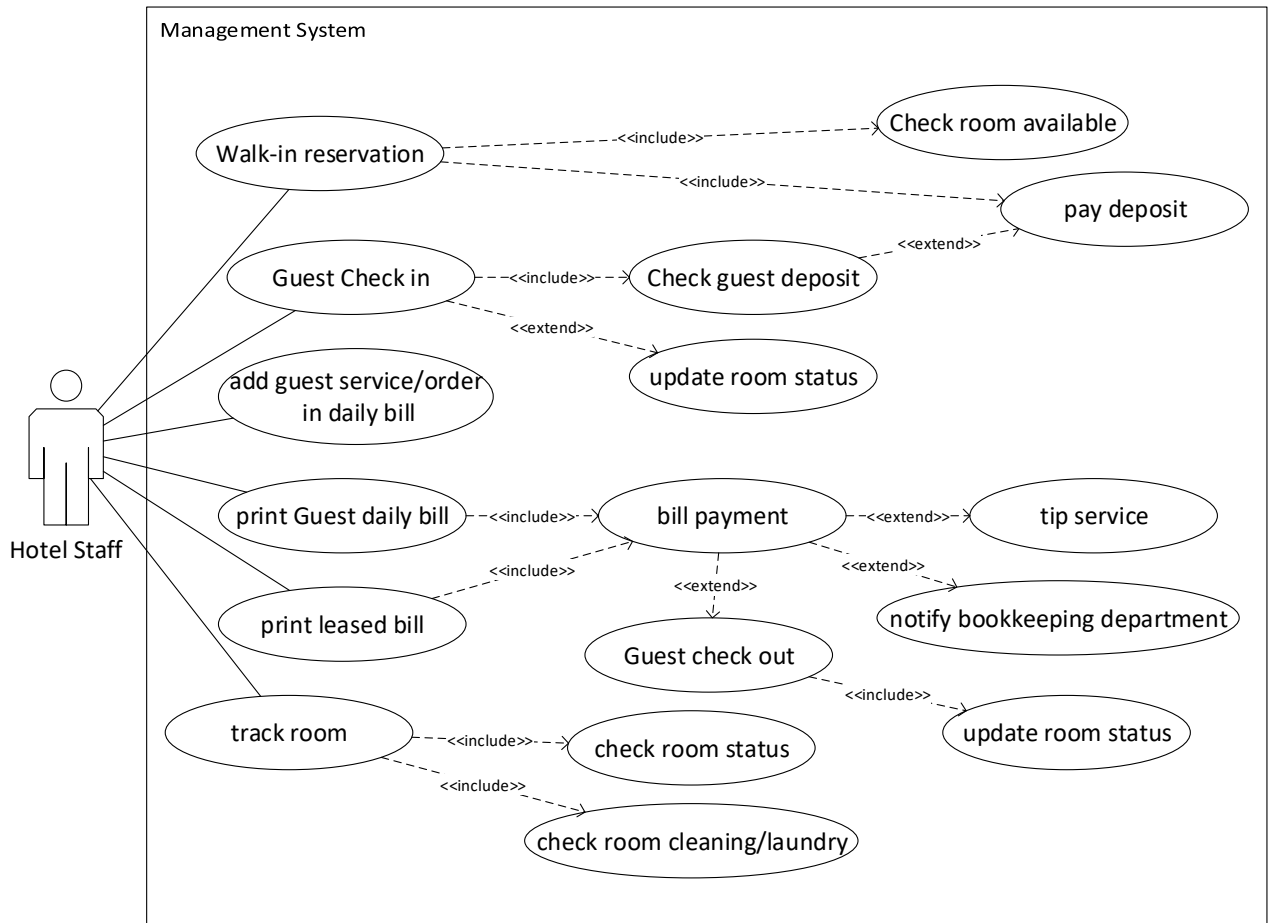 Management System
Check room available
<<include>>
Walk-in reservation
<<include>>
pay deposit
<<extend>>
Guest Check in
<<include>>
Check guest deposit
<<extend>>
update room status
add guest service/order
in daily bill
print Guest daily bill
<<include>>
bill payment
<<extend>>
tip service
Hotel Staff
<<include>>
<<extend>>
<<extend>>
print leased bill
notify bookkeeping department
Guest check out
<<include>>
track room
<<include>>
check room status
update room status
<<include>>
check room cleaning/laundry